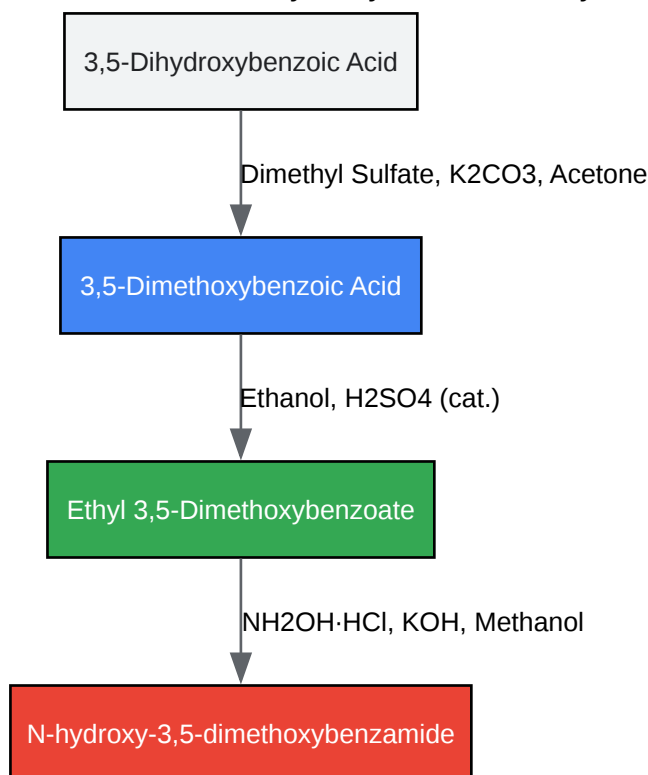 3,5-Dihydroxybenzoic Acid
Dimethyl Sulfate, K2CO3, Acetone
3,5-Dimethoxybenzoic Acid
Ethanol, H2SO4 (cat.)
Ethyl 3,5-Dimethoxybenzoate
NH2OH·HCl, KOH, Methanol
N-hydroxy-3,5-dimethoxybenzamide